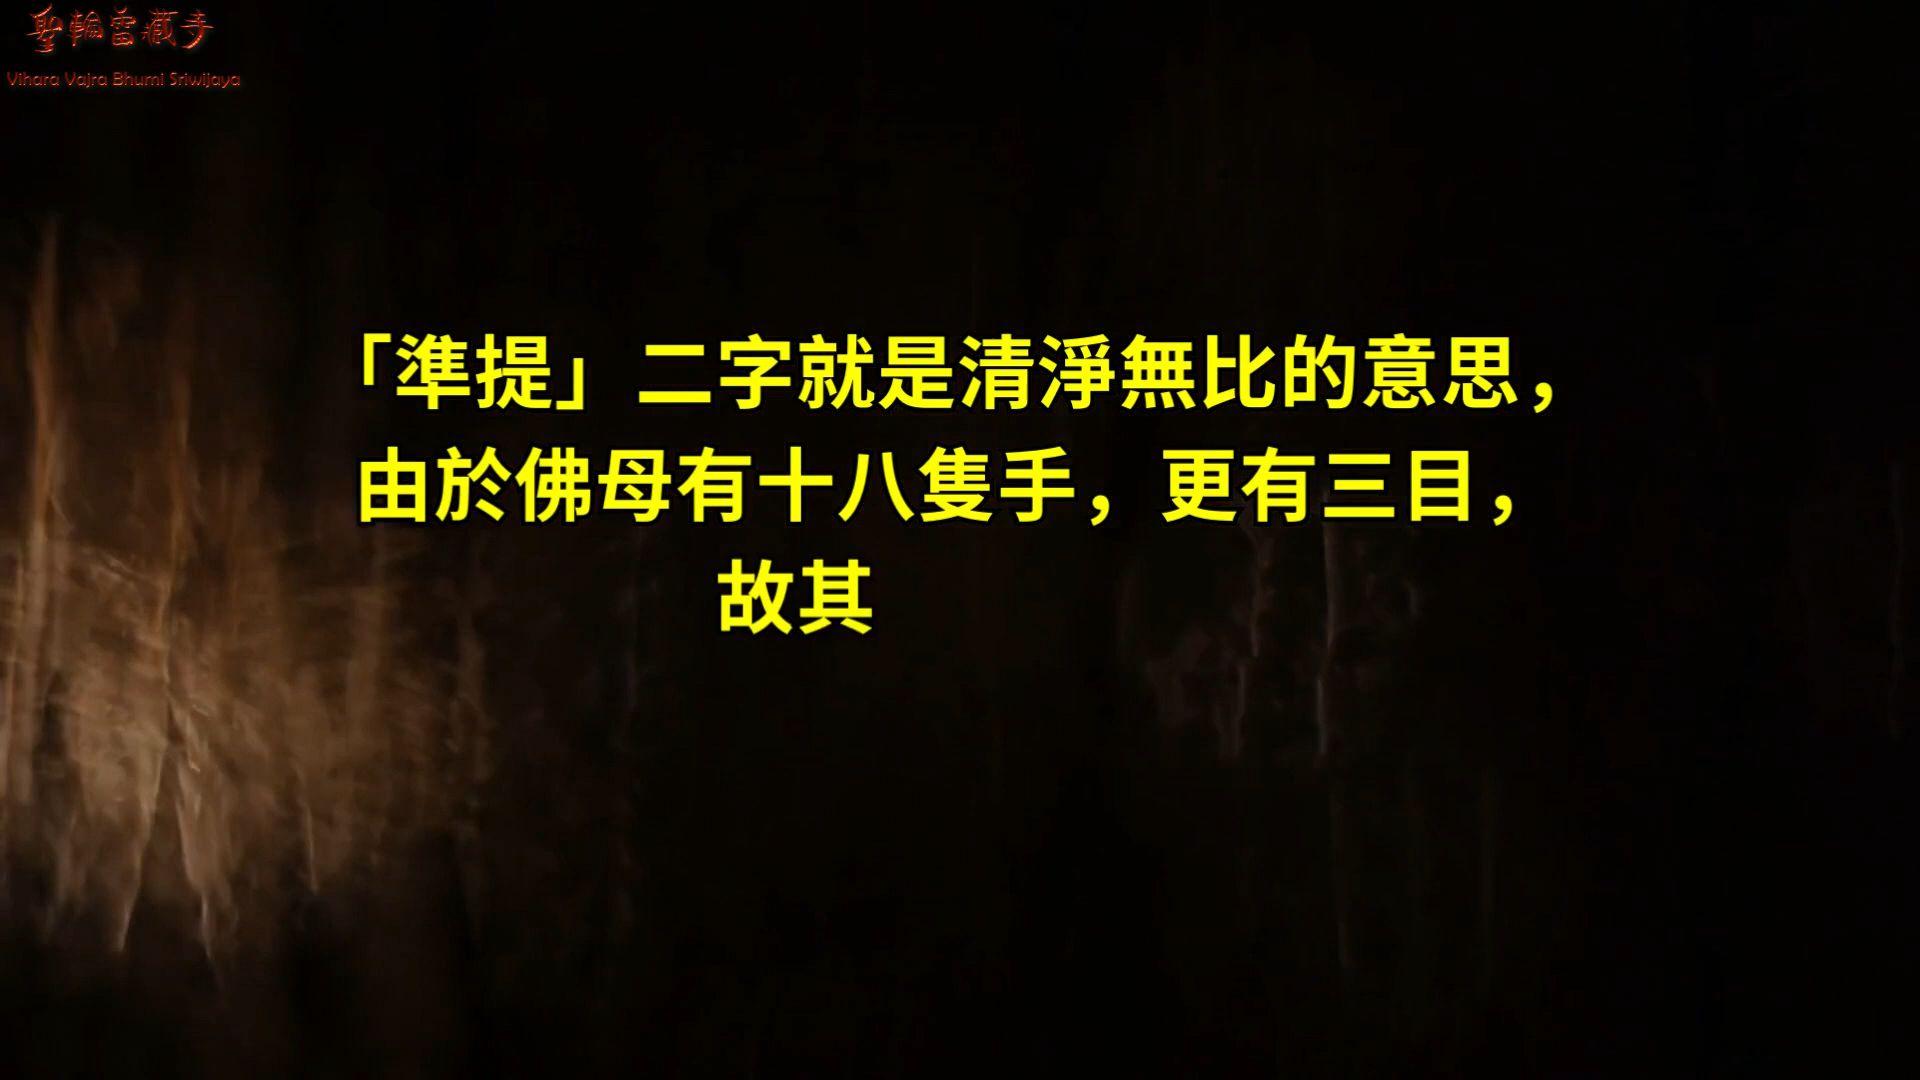 聖輪雷藏寺
Vihara Vajra Bhumi Sriwijaya
「準提」二字就是清淨無比的意思，
由於佛母有十八隻手，更有三目，
故其